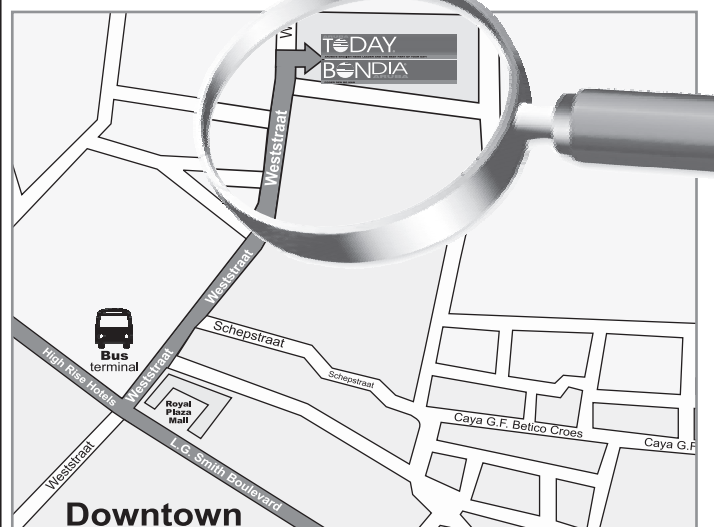 W
TODAY
BONDIA
Weststraat
Weststraat
Schepstraat
Schepstraat
Bus
terminal
Weststraat
High Rise Hotels
Royal
Plaza
Mall
Caya G.F. Betico Croes
Caya G.F
L.G. Smith Boulevard
Weststraat
Downtown